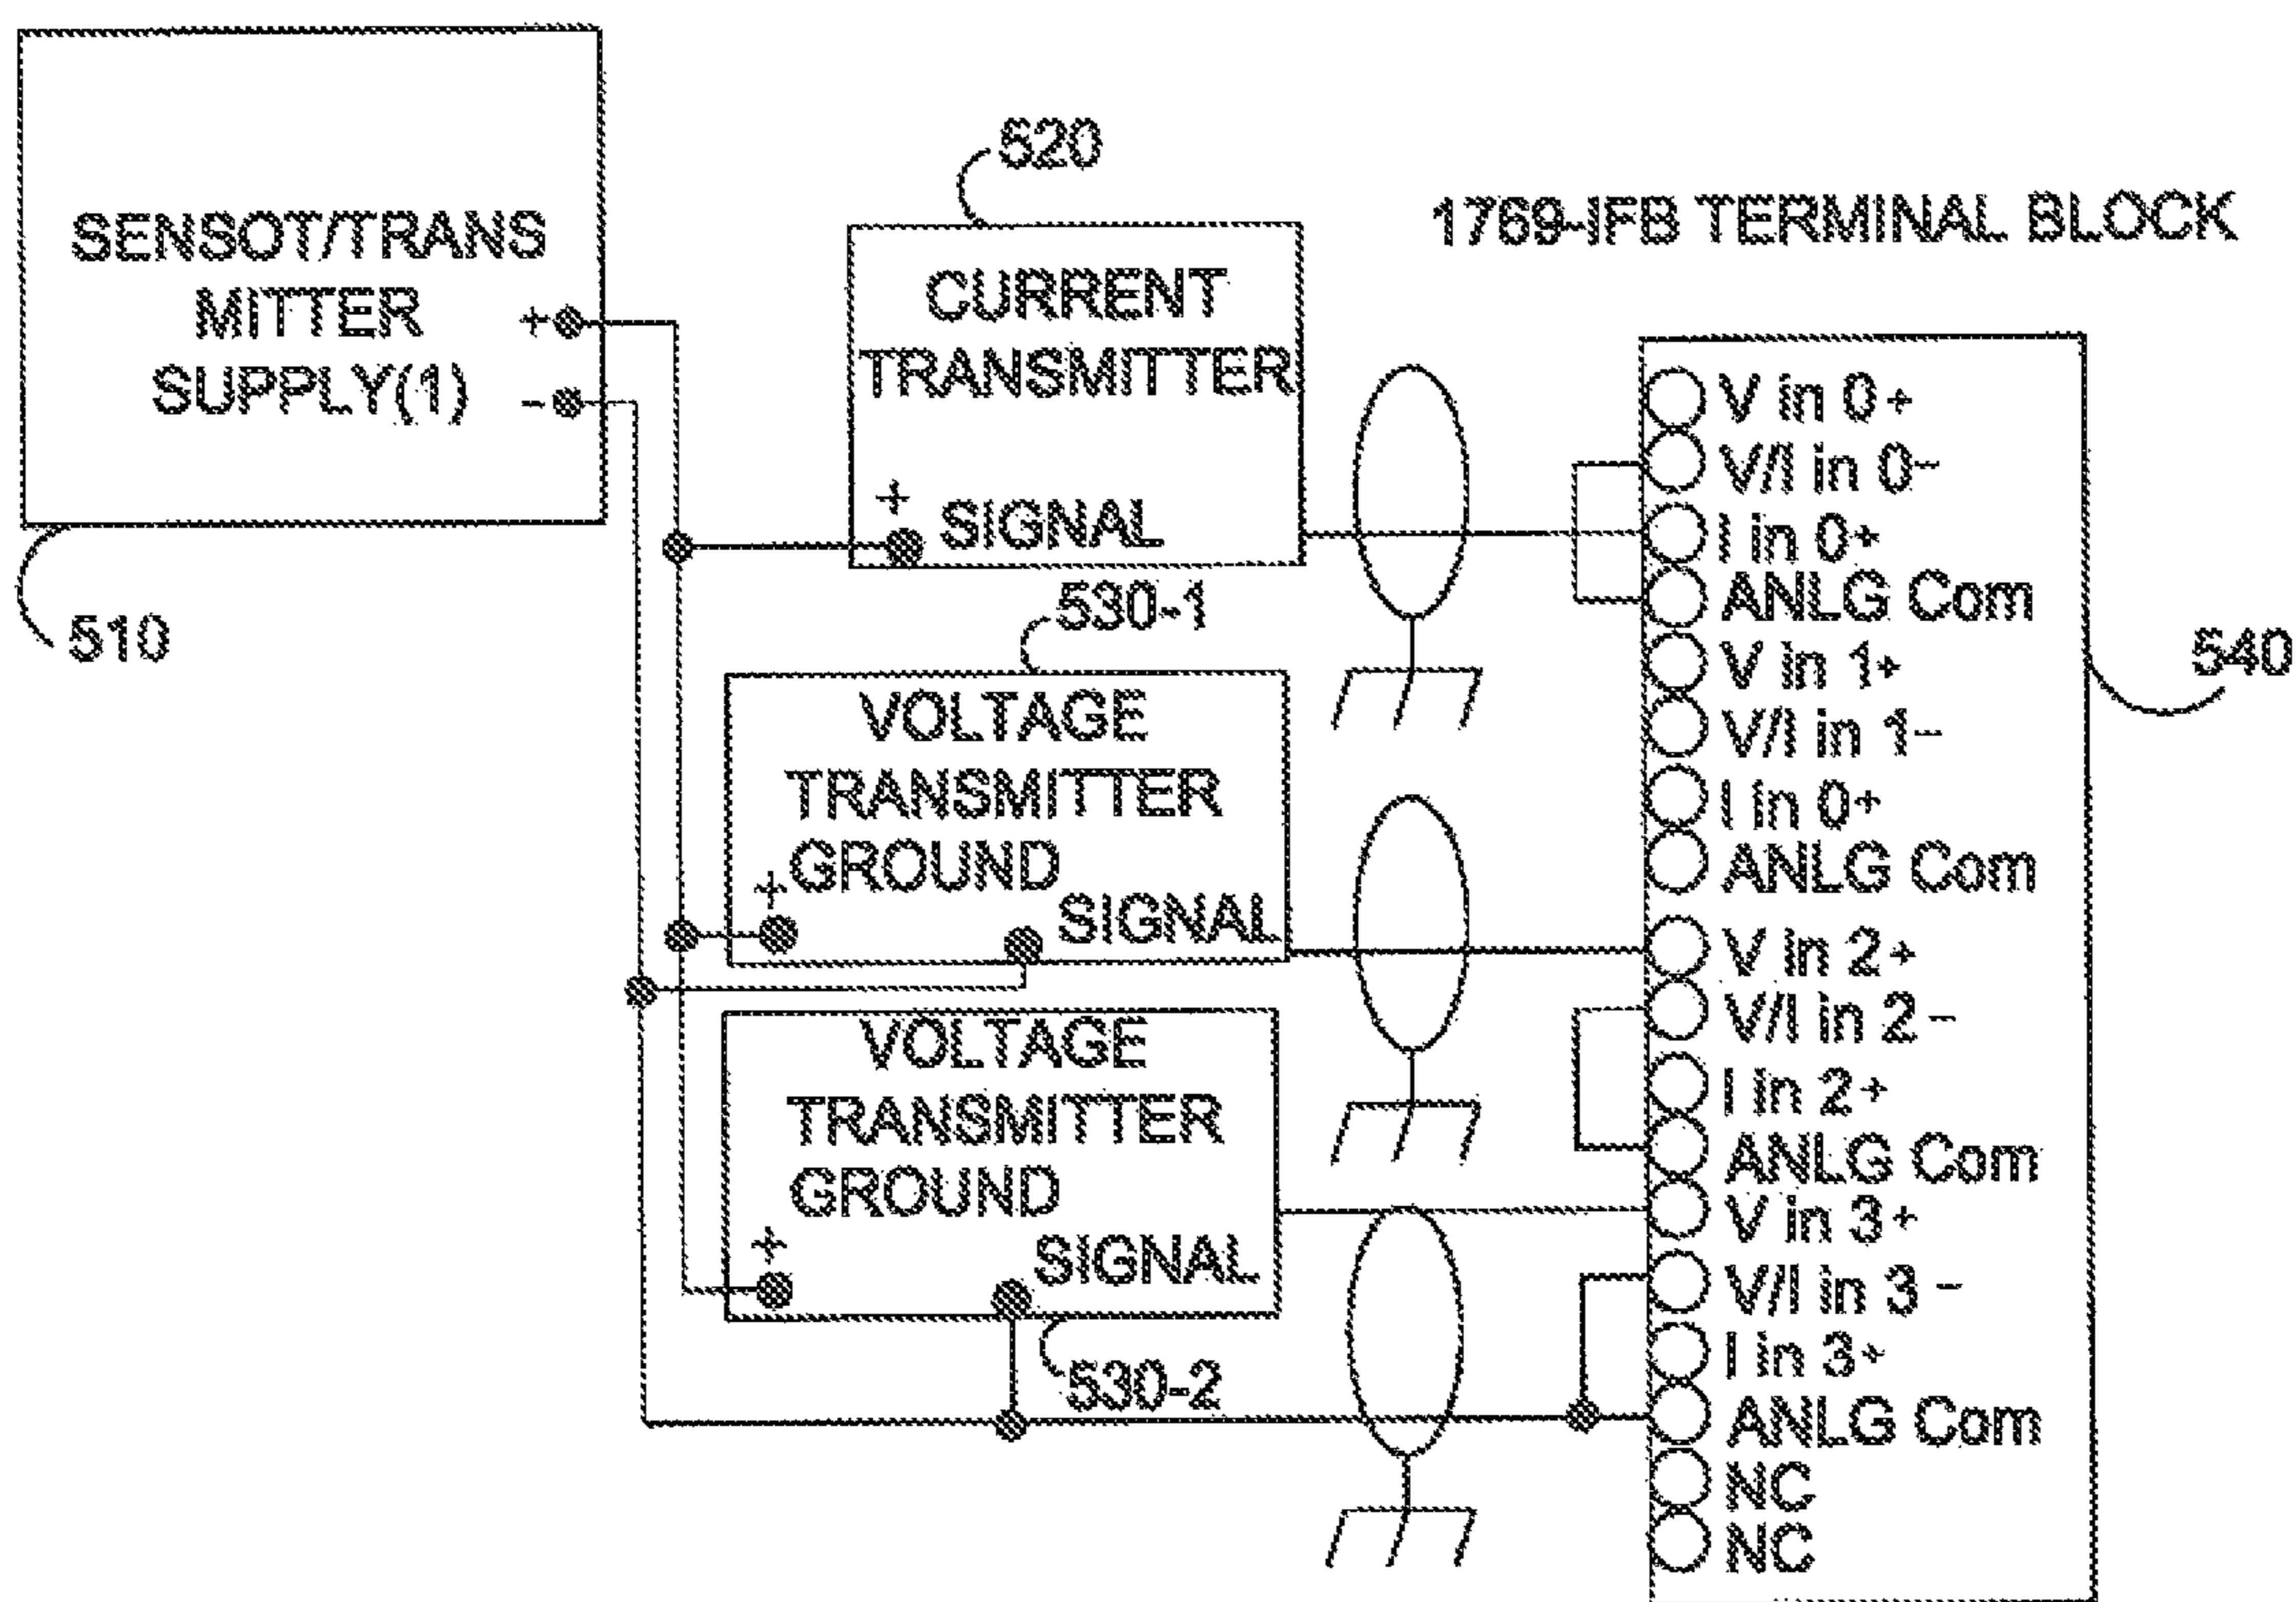 SENSOT/TRANS
MITTER
SUPPLY(1)
+
-
510
520
CURRENT
TRANSMITTER
+
SIGNAL
530-1
VOLTAGE
TRANSMITTER
GROUND
+
SIGNAL
VOLTAGE
TRANSMITTER
GROUND
+
SIGNAL
530-2
1769-IFB TERMINAL BLOCK
V in 0+
V/I in 0-
I in 0+
ANLG Com
V in 1+
V/I in 1-
I in 0+
ANLG Com
V in 2+
V/I in 2-
I in 2+
ANLG Com
V in 3+
V/I in 3-
I in 3+
ANLG Com
NC
NC
540